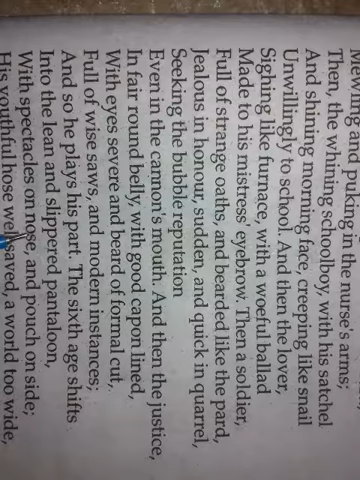 Mewling and puking in the nurse's arms;
Then, the whining schoolboy, with his satchel
And shining morning face, creeping like snail
Unwillingly to school. And then the lover,
Sighing like furnace, with a woeful ballad
Made to his mistress' eyebrow. Then a soldier,
Full of strange oaths, and bearded like the pard,
Jealous in honour, sudden, and quick in quarrel,
Seeking the bubble reputation
Even in the cannon's mouth. And then the justice,
In fair round belly, with good capon lined,
With eyes severe and beard of formal cut,
Full of wise saws, and modern instances;
And so he plays his part. The sixth age shifts
Into the lean and slippered pantaloon,
With spectacles on nose, and pouch on side;
His youthful hose well saved, a world too wide,